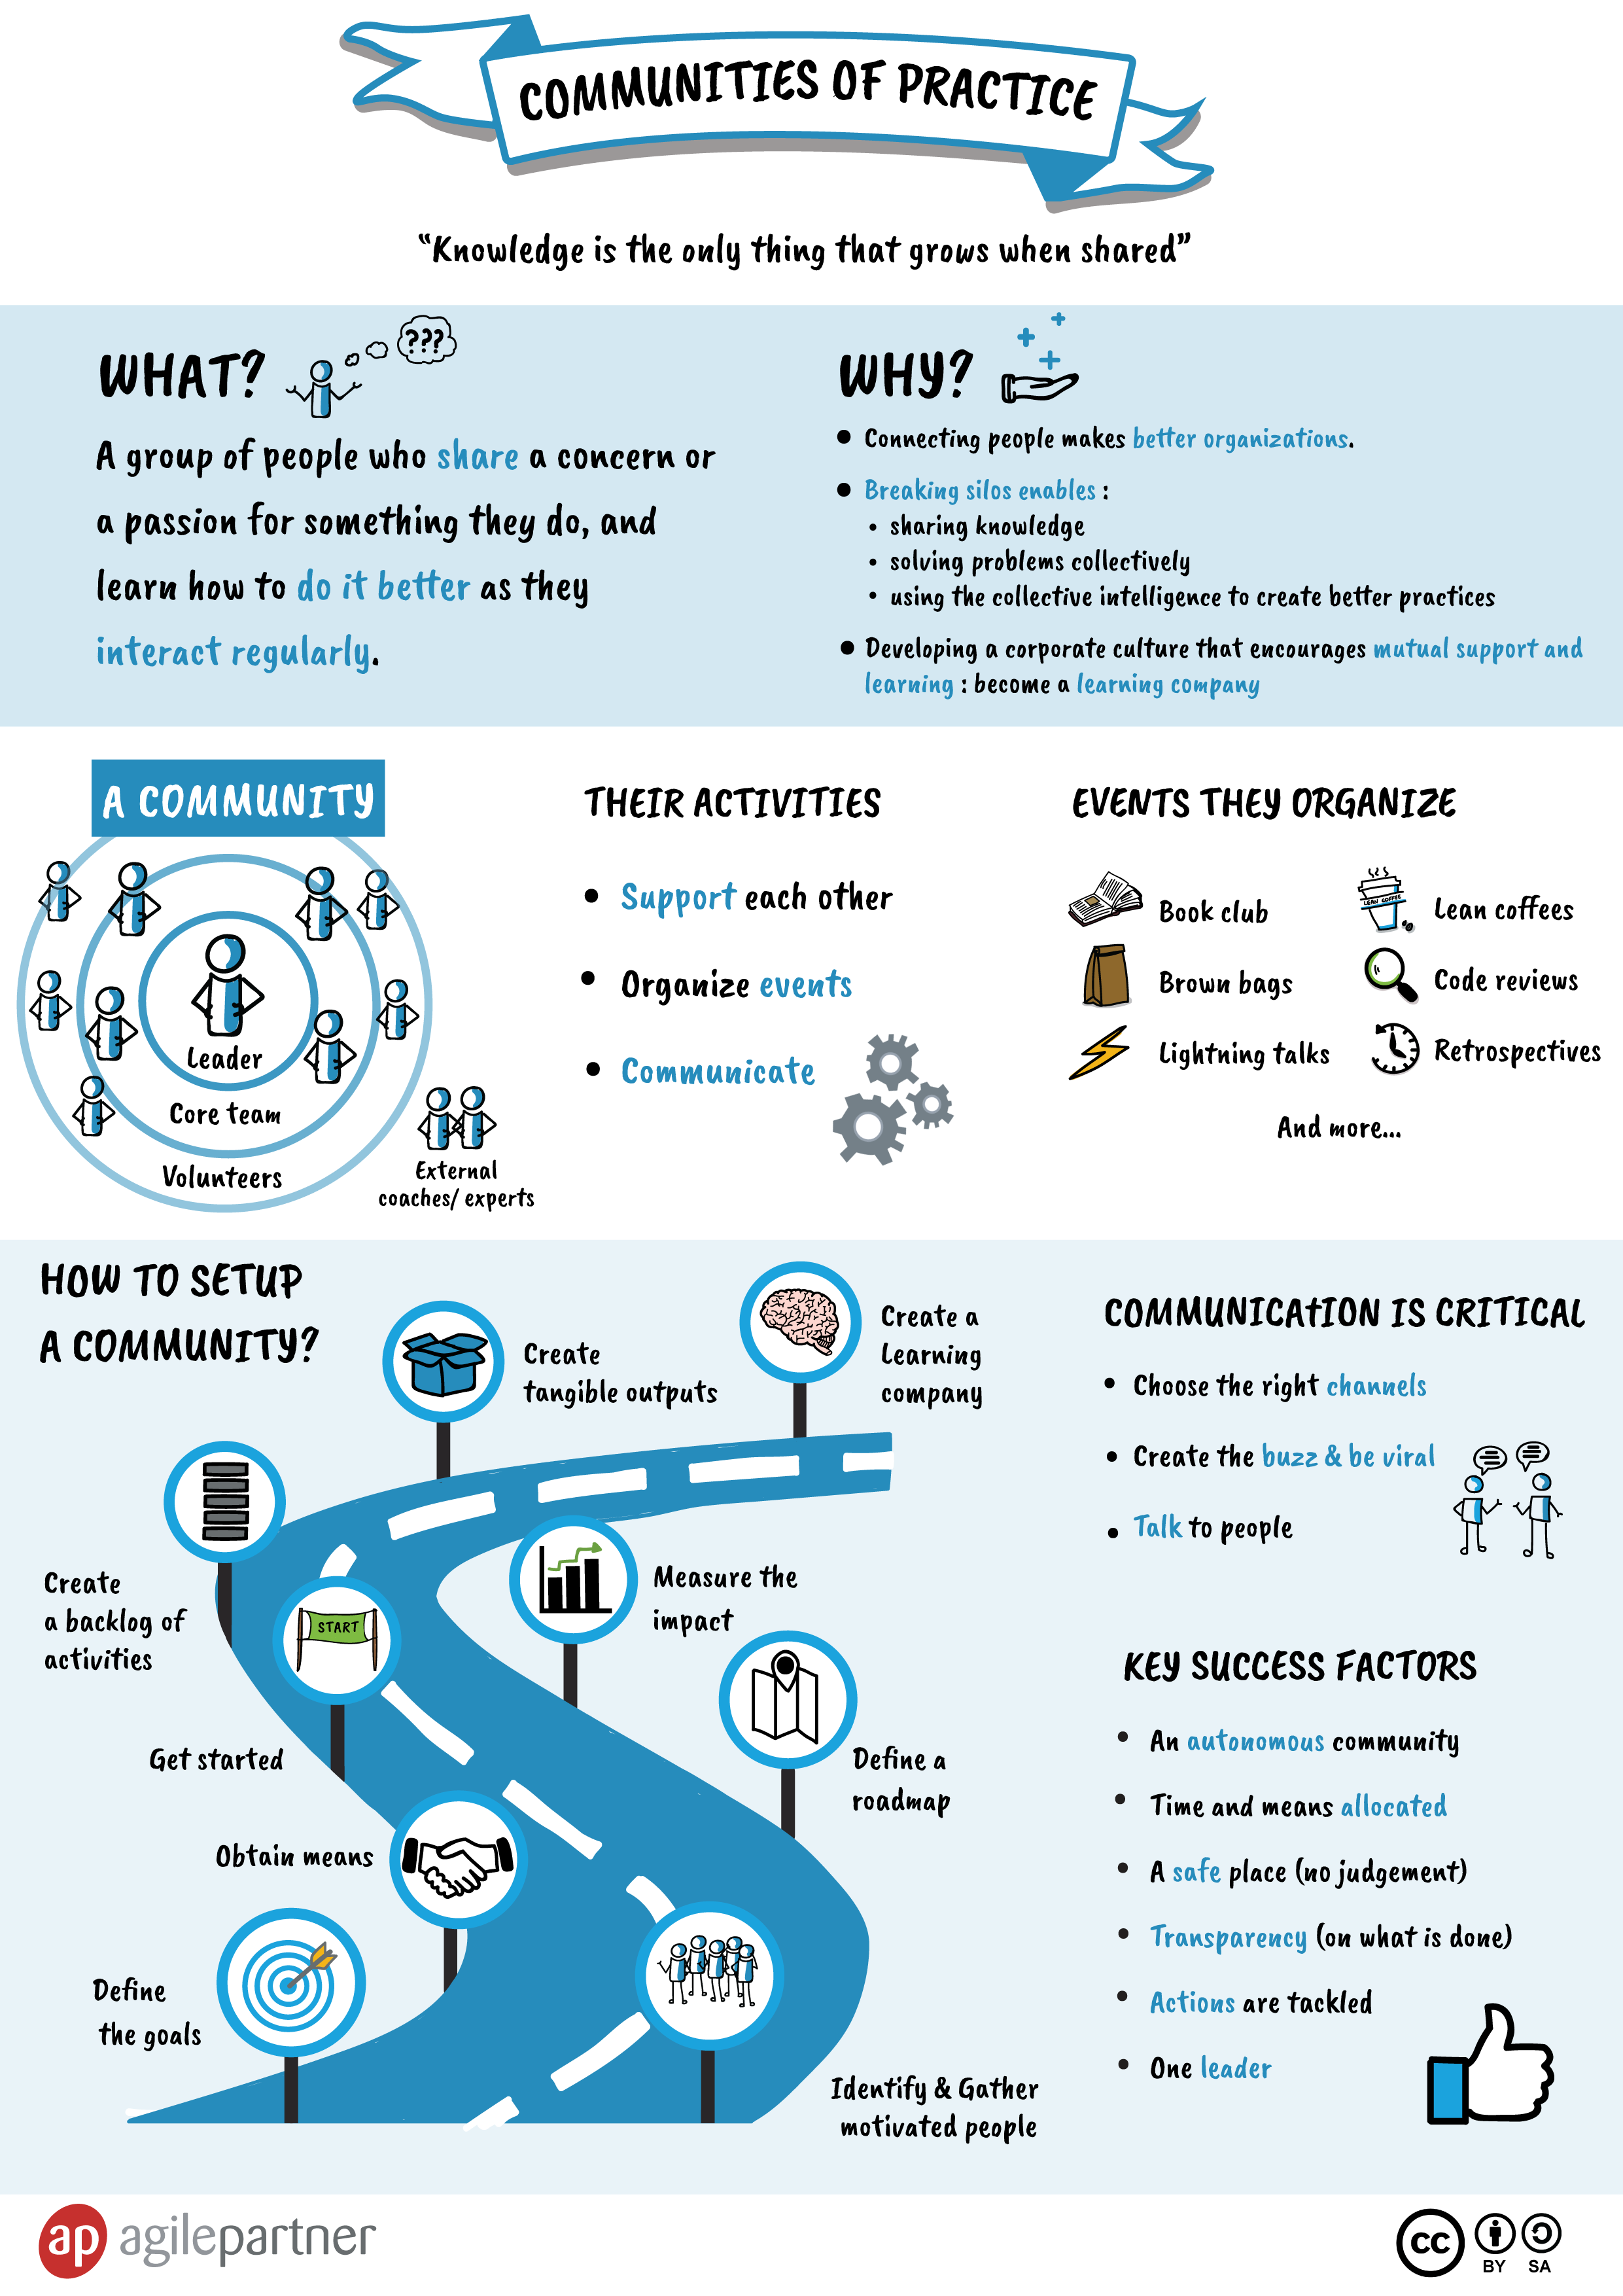 COMMUNITIES OF PRACTICE
“Knowledge is the only thing that grows when shared”
WHAT?
???
A group of people who share a concern or
a passion for something they do, and
learn how to do it better as they
interact regularly.
WHY?
Connecting people makes better organizations.
Breaking silos enables :
sharing knowledge
solving problems collectively
using the collective intelligence to create better practices
Developing a corporate culture that encourages mutual support and
learning : become a learning company
A COMMUNITY
Leader
Core team
Volunteers
External
coaches/ experts
THEIR ACTIVITIES
Support each other
Organize events
Communicate
EVENTS THEY ORGANIZE
Book club
Brown bags
Lightning talks
LEAN COFFEE
Lean coffees
Code reviews
Retrospectives
And more...
HOW TO SETUP
A COMMUNITY?
Create
tangible outputs
Create a
Learning
company
Create
a backlog of
activities
START
Measure the
impact
Get started
Define a
roadmap
Obtain means
Define
the goals
Identify & Gather
motivated people
COMMUNICATION IS CRITICAL
Choose the right channels
Create the buzz & be viral
Talk to people
KEY SUCCESS FACTORS
An autonomous community
Time and means allocated
A safe place (no judgement)
Transparency (on what is done)
Actions are tackled
One leader
ap agilepartner
cc
BY SA